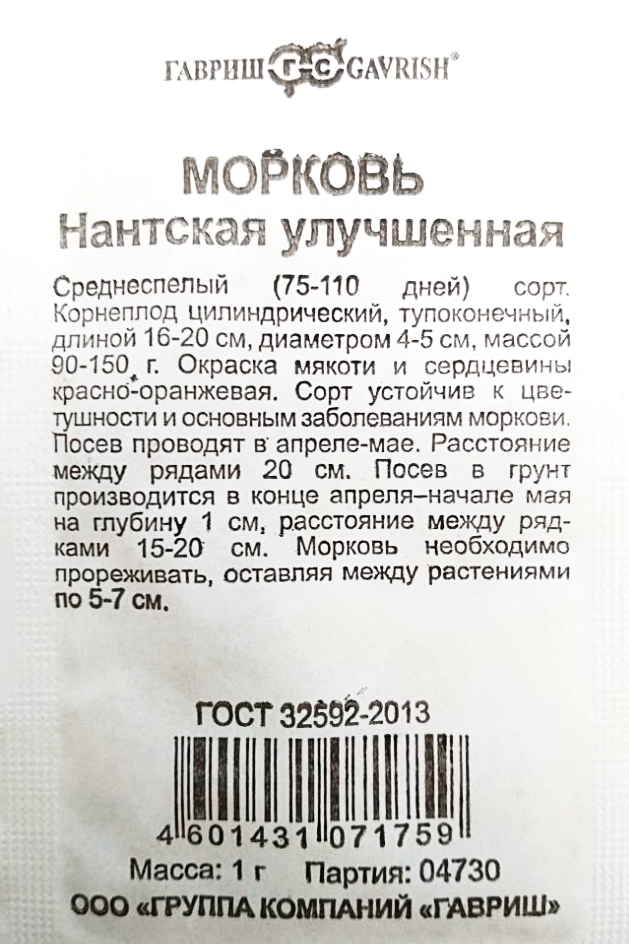 ГАВРИШ ГС GAVRISH®
МОРКОВЬ
Нантская улучшенная
Среднеспелый (75-110 дней) сорт.
Корнеплод цилиндрический, тупоконечный,
длиной 16-20 см, диаметром 4-5 см, массой
90-150 г. Окраска мякоти и сердцевины
красно-оранжевая. Сорт устойчив к цве-
тушности и основным заболеваниям моркови.
Посев проводят в апреле-мае. Расстояние
между рядами 20 см. Посев в грунт
производится в конце апреля–начале мая
на глубину 1 см, расстояние между ряд-
ками 15-20 см. Морковь необходимо
прореживать, оставляя между растениями
по 5-7 см.
ГОСТ 32592-2013
4 601431 071759
Масса: 1 г Партия: 04730
ООО «ГРУППА КОМПАНИЙ «ГАВРИШ»